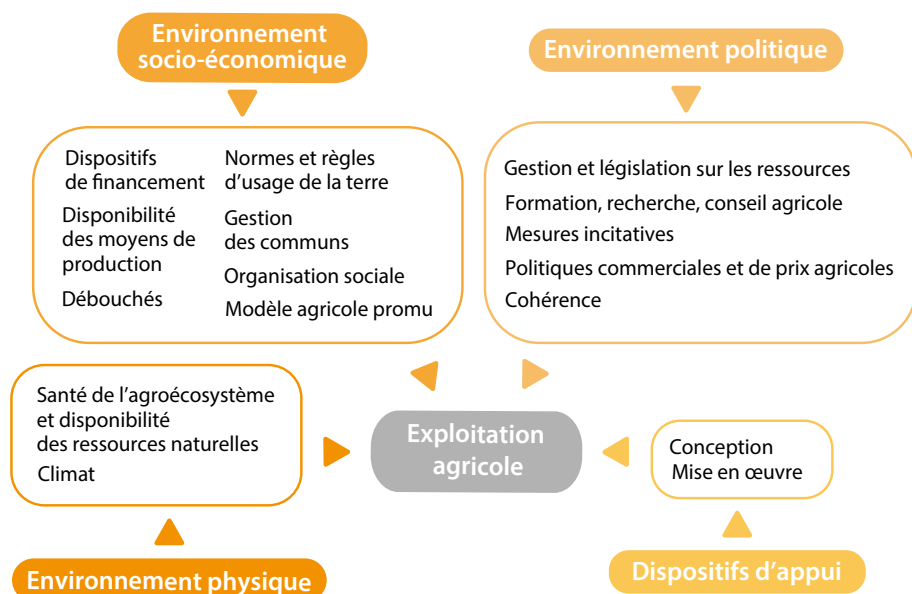 Environnement
socio-économique
Dispositifs
de financement
Disponibilité
des moyens de
production
Débouchés
Normes et règles
d’usage de la terre
Gestion
des communs
Organisation sociale
Modèle agricole promu
Environnement politique
Gestion et législation sur les ressources
Formation, recherche, conseil agricole
Mesures incitatives
Politiques commerciales et de prix agricoles
Cohérence
Santé de l’agroécosystème
et disponibilité
des ressources naturelles
Climat
Exploitation
agricole
Conception
Mise en œuvre
Environnement physique
Dispositifs d’appui